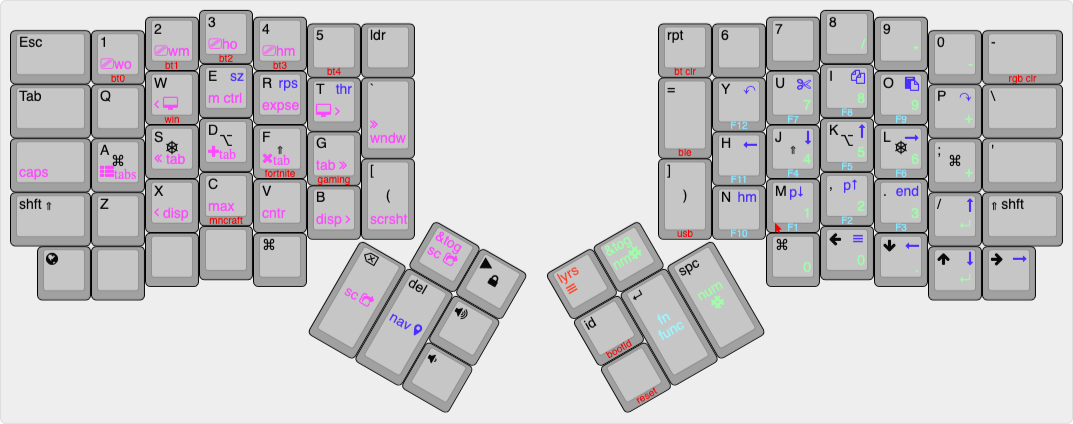 Esc
1
wo
bt0
2
wm
bt1
3
ho
bt2
4
hm
bt3
5
bt4
ldr
rpt
bt clr
6
7
8
/
9
*
0
-
-
rgb clr
Tab
Q
W
<
win
E sz
m ctrl
R rps
expse
T thr
>
`
»
wndw
=
ble
Y
F12
U
7
F7
I
8
F8
O
9
F9
P
+
\
caps
A
⌘
tabs
S
« tab
D
⌥
+tab
F
⇑
×tab
fortnite
G
tab »
gaming
H ←
F11
J ↓
⇑
4
F4
K ↑
⌥
5
F5
L →
6
F6
;
⌘
+
'
shft ⇑
Z
X
< disp
C
max
mncraft
V
cntr
B
disp >
[
(
scrsht
]
)
usb
N hm
F10
M p↓
1
F1
, p↑
2
F2
. end
3
F3
/ ↑
↵
⇑ shft
⌘
⌘
0
← ≡
0
↓ ←
.
↑ ↓
↵
→ →
&tog
sc
sc
del
nav
lyrs
≡
&tog
nm
id
bootld
↵
fn
func
spc
num
reset